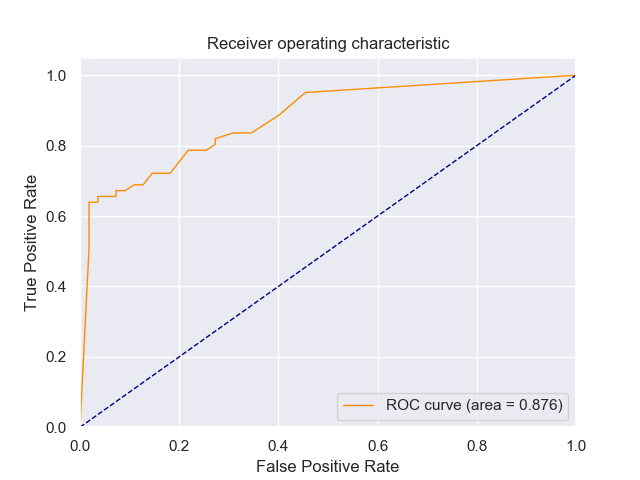 Receiver operating characteristic
1.0
0.8
0.6
0.4
0.2
0.0
True Positive Rate
ROC curve (area = 0.876)
0.0 0.2 0.4 0.6 0.8 1.0
False Positive Rate